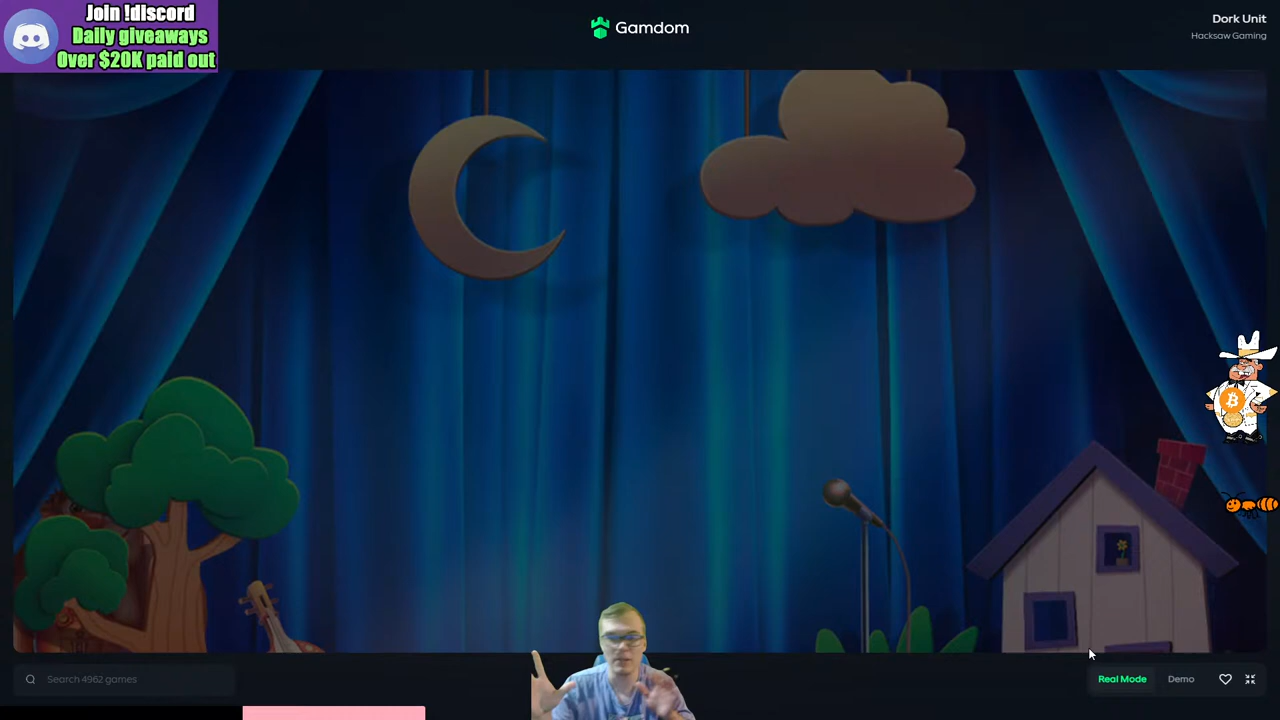 Join !discord
Daily giveaways
Over $20K paid out
Gamdom
Dork Unit
Hacksaw Gaming
Search 4962 games
Real Mode
Demo